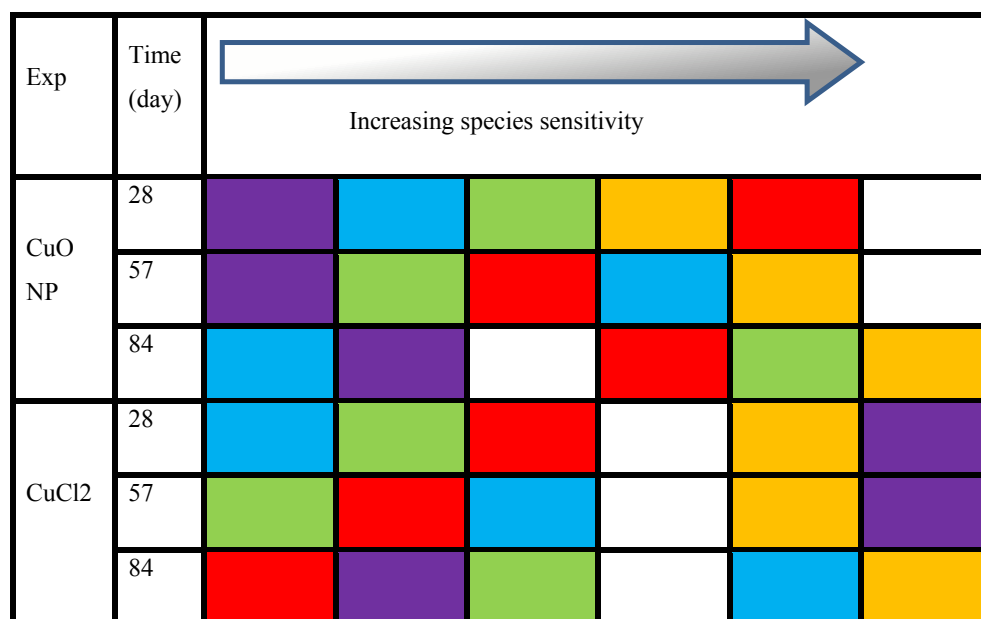 Exp
Time
(day)
Increasing species sensitivity
CuO
NP
28
57
84
CuCl2
28
57
84